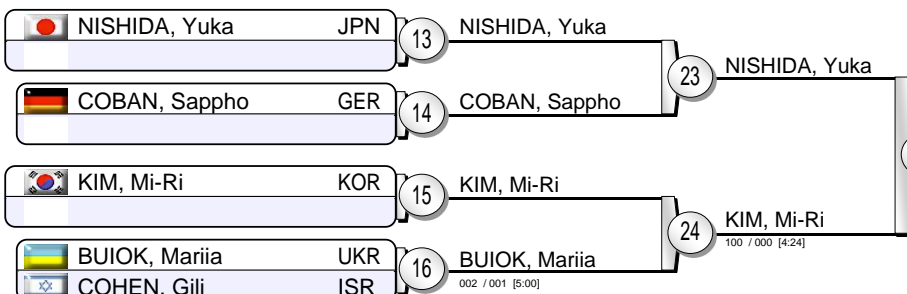 NISHIDA, Yuka JPN
13
NISHIDA, Yuka
23
NISHIDA, Yuka
COBAN, Sappho GER
14
COBAN, Sappho
KIM, Mi-Ri KOR
15
KIM, Mi-Ri
24
KIM, Mi-Ri
100 / 000 [4:24]
BUIOK, Mariia UKR
16
BUIOK, Mariia
002 / 001 [5:00]
COHEN, Gili ISR